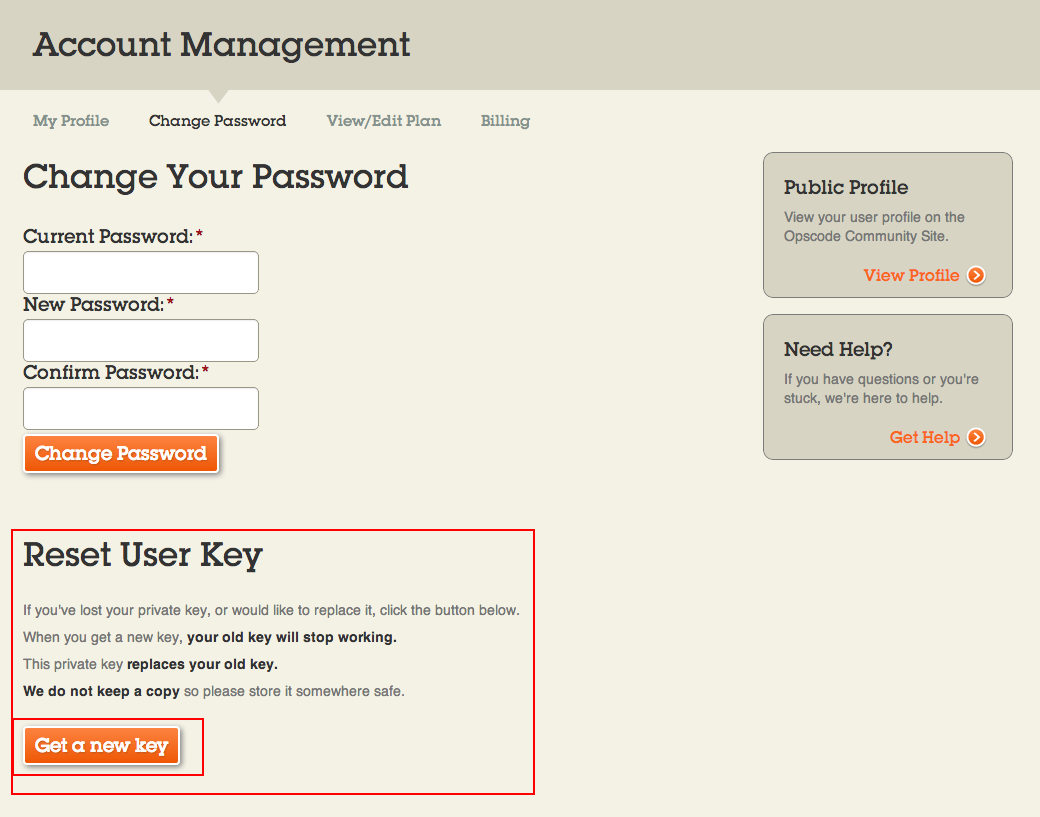 Account Management
My Profile Change Password View/Edit Plan Billing
Change Your Password
Current Password:*
New Password:*
Confirm Password:*
Change Password
Reset User Key
If you've lost your private key, or would like to replace it, click the button below.
When you get a new key, your old key will stop working.
This private key replaces your old key.
We do not keep a copy so please store it somewhere safe.
Get a new key
Public Profile
View your user profile on the
Opscode Community Site.
View Profile
Need Help?
If you have questions or you're
stuck, we're here to help.
Get Help